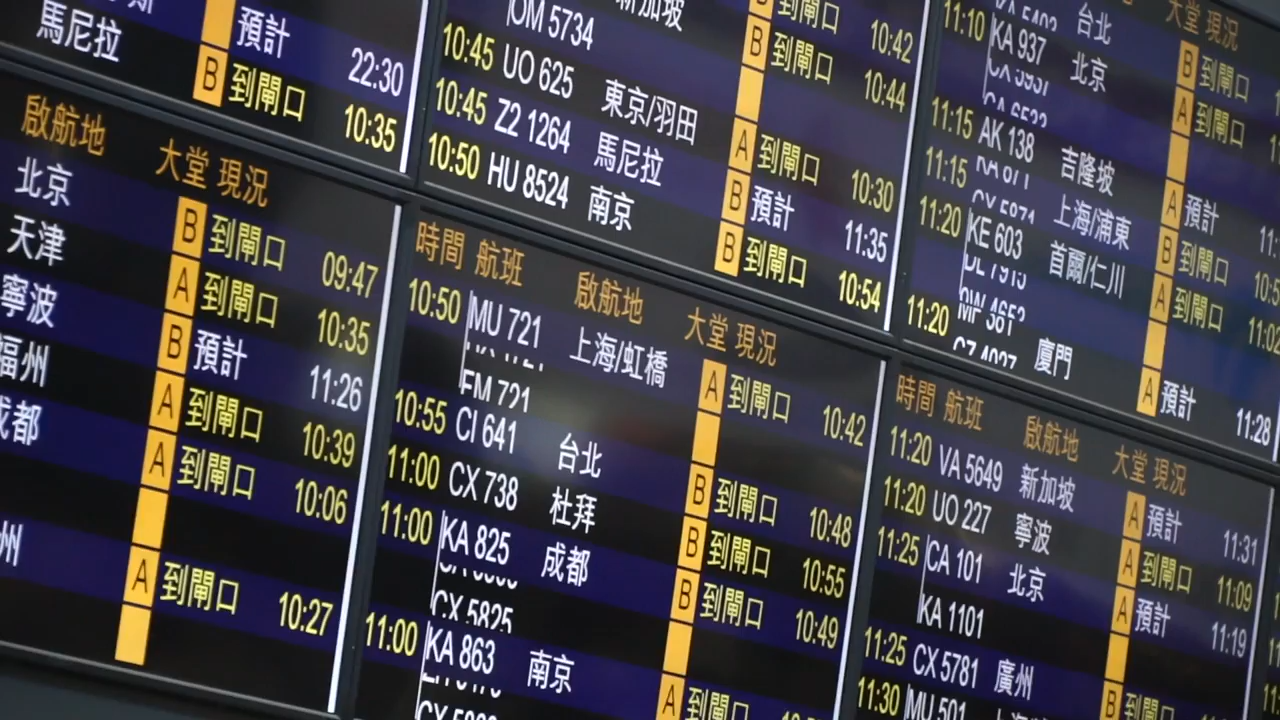 馬尼拉 預計 22:30
B 到閘口 10:35
啟航地 大堂 現況
北京 B 到閘口 09:47
天津 A 到閘口 10:35
寧波 B 預計 11:26
福州 A 到閘口 10:39
成都 A 到閘口 10:06
州 A 到閘口 10:27
5734 新加坡 B 到閘口 10:42
10:45 UO 625 東京/羽田 B 到閘口 10:44
10:45 Z2 1264 馬尼拉 A 到閘口 10:30
10:50 HU 8524 南京 B 預計 11:35
B 到閘口 10:54
時間 航班 啟航地 大堂 現況
10:50 MU 721 上海/虹橋 A 到閘口 10:42
FM 721
10:55 CI 641 台北 B 到閘口 10:48
11:00 CX 738 杜拜 B 到閘口 10:55
11:00 KA 825 成都 B 到閘口 10:49
CX 5825
11:00 KA 863 南京 A 到閘口
大堂 現況
11:10 台北 B 到閘口
KA 937 北京 A 到閘口
11:15 AK 138 吉隆坡 A 預計
11:15 上海/浦東 B 到閘口
11:20 KE 603 首爾/仁川 A 到閘口
11:20 廈門 A 預計 11:28
時間 航班 啟航地 大堂 現況
11:20 VA 5649 新加坡 A 預計 11:31
11:20 UO 227 寧波 A 到閘口 11:09
11:25 CA 101 北京 A 預計 11:19
KA 1101
11:25 CX 5781 廣州 B 到閘口
11:30 MU 501